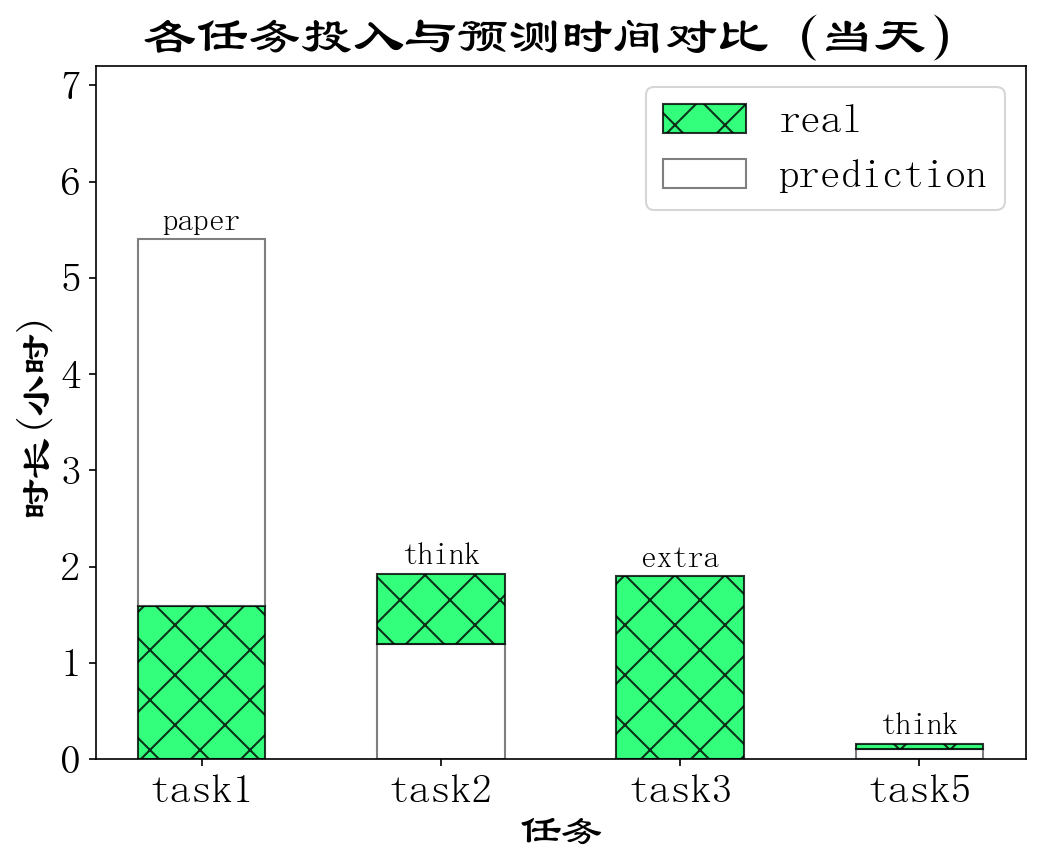 各任务投入与预测时间对比 (当天)
real
prediction
时长(小时)
7
6
5
4
3
2
1
0
paper
think
extra
think
task1 task2 task3 task5
任务